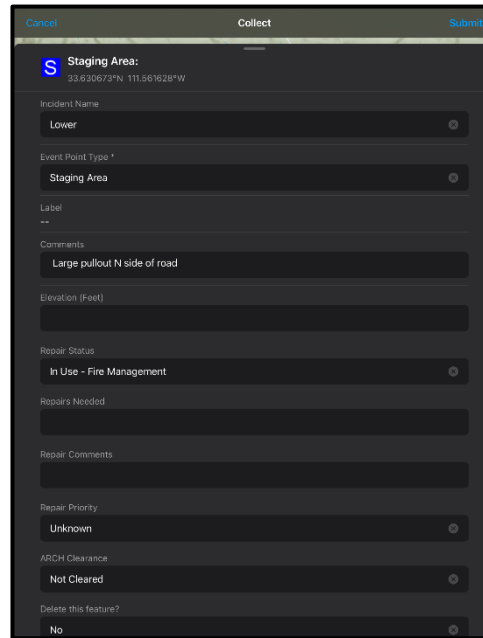 Cancel Collect Submit
S Staging Area:
33.630673°N 111.561628°W
Incident Name
Lower
Event Point Type *
Staging Area
Label
--
Comments
Large pullout N side of road
Elevation (Feet)
Repair Status
In Use - Fire Management
Repairs Needed
Repair Comments
Repair Priority
Unknown
ARCH Clearance
Not Cleared
Delete this feature?
No